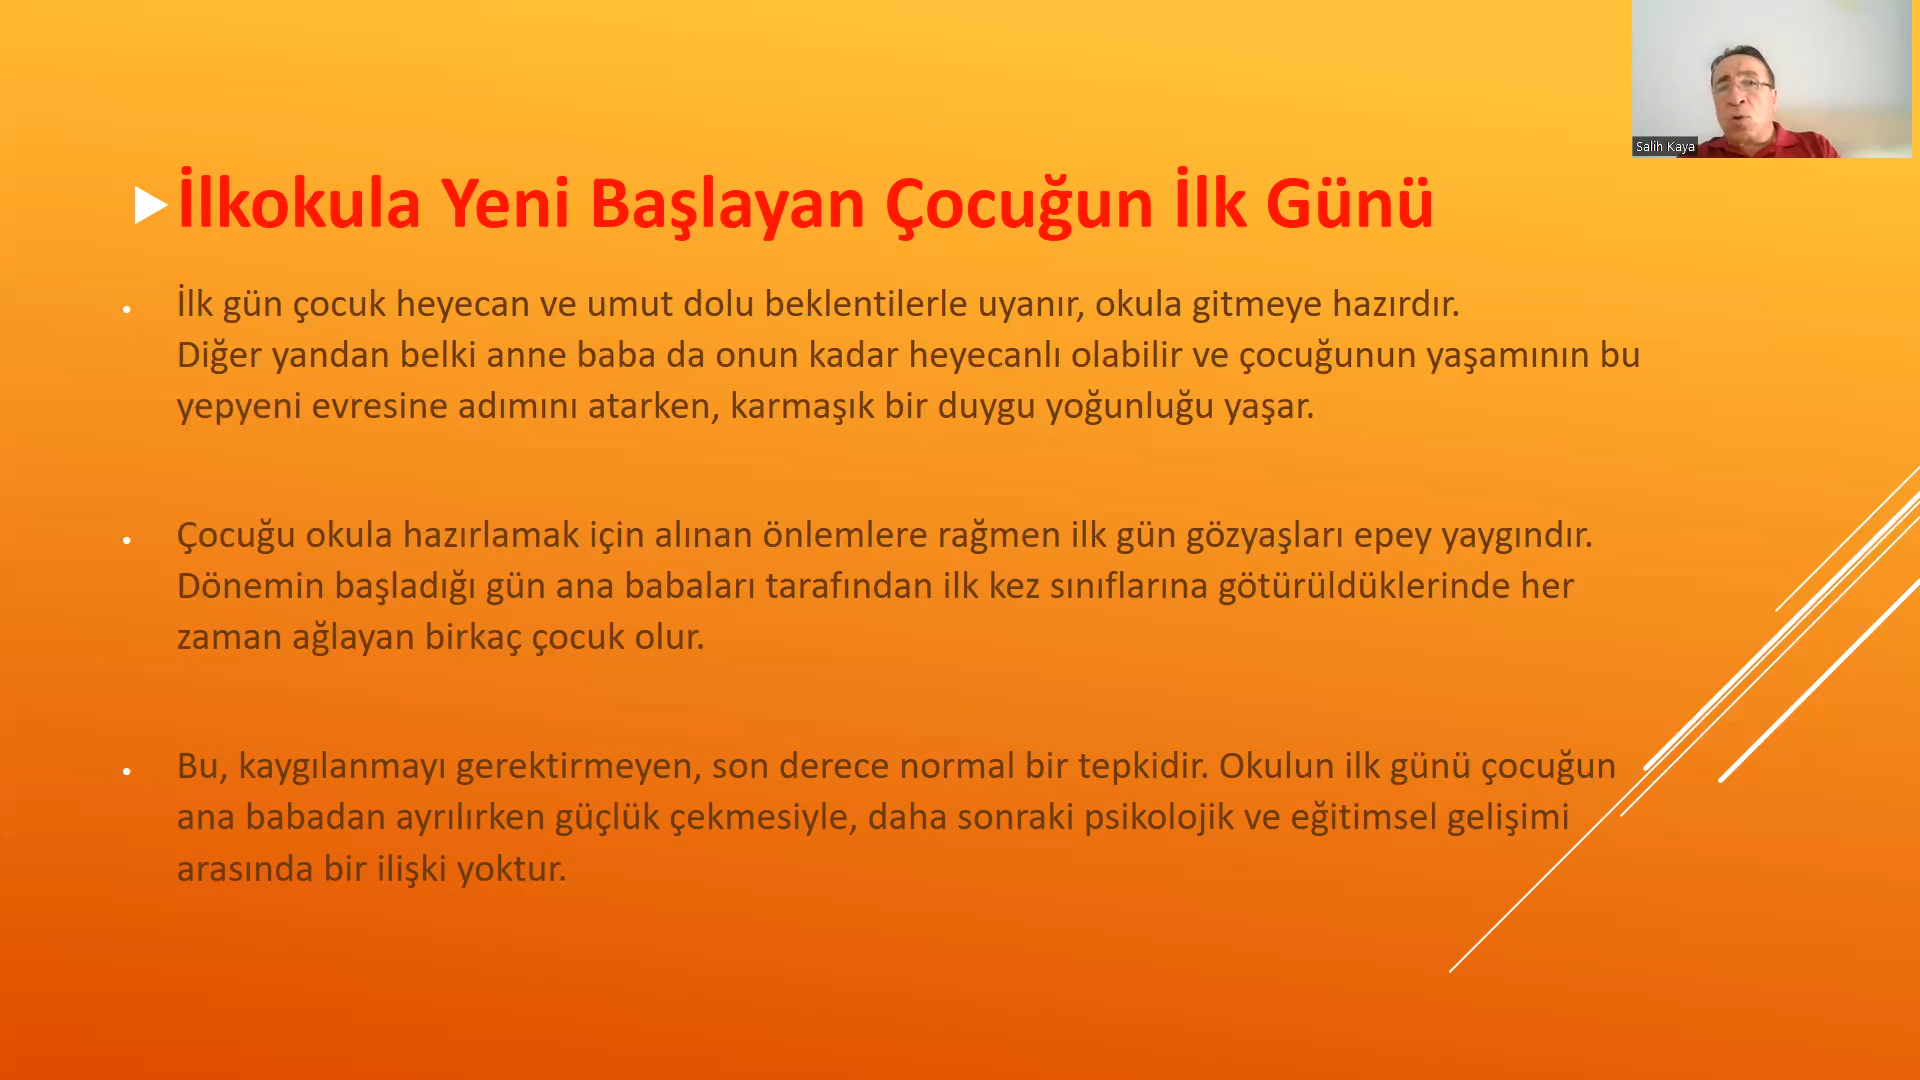 Salih Kaya
İlkokula Yeni Başlayan Çocuğun İlk Günü
İlk gün çocuk heyecan ve umut dolu beklentilerle uyanır, okula gitmeye hazırdır.
Diğer yandan belki anne baba da onun kadar heyecanlı olabilir ve çocuğunun yaşamının bu
yepyeni evresine adımını atarken, karmaşık bir duygu yoğunluğu yaşar.
Çocuğu okula hazırlamak için alınan önlemlere rağmen ilk gün gözyaşları epey yaygındır.
Dönemin başladığı gün ana babaları tarafından ilk kez sınıflarına götürüldüklerinde her
zaman ağlayan birkaç çocuk olur.
Bu, kaygılanmayı gerektirmeyen, son derece normal bir tepkidir. Okulun ilk günü çocuğun
ana babadan ayrılırken güçlük çekmesiyle, daha sonraki psikolojik ve eğitimsel gelişimi
arasında bir ilişki yoktur.